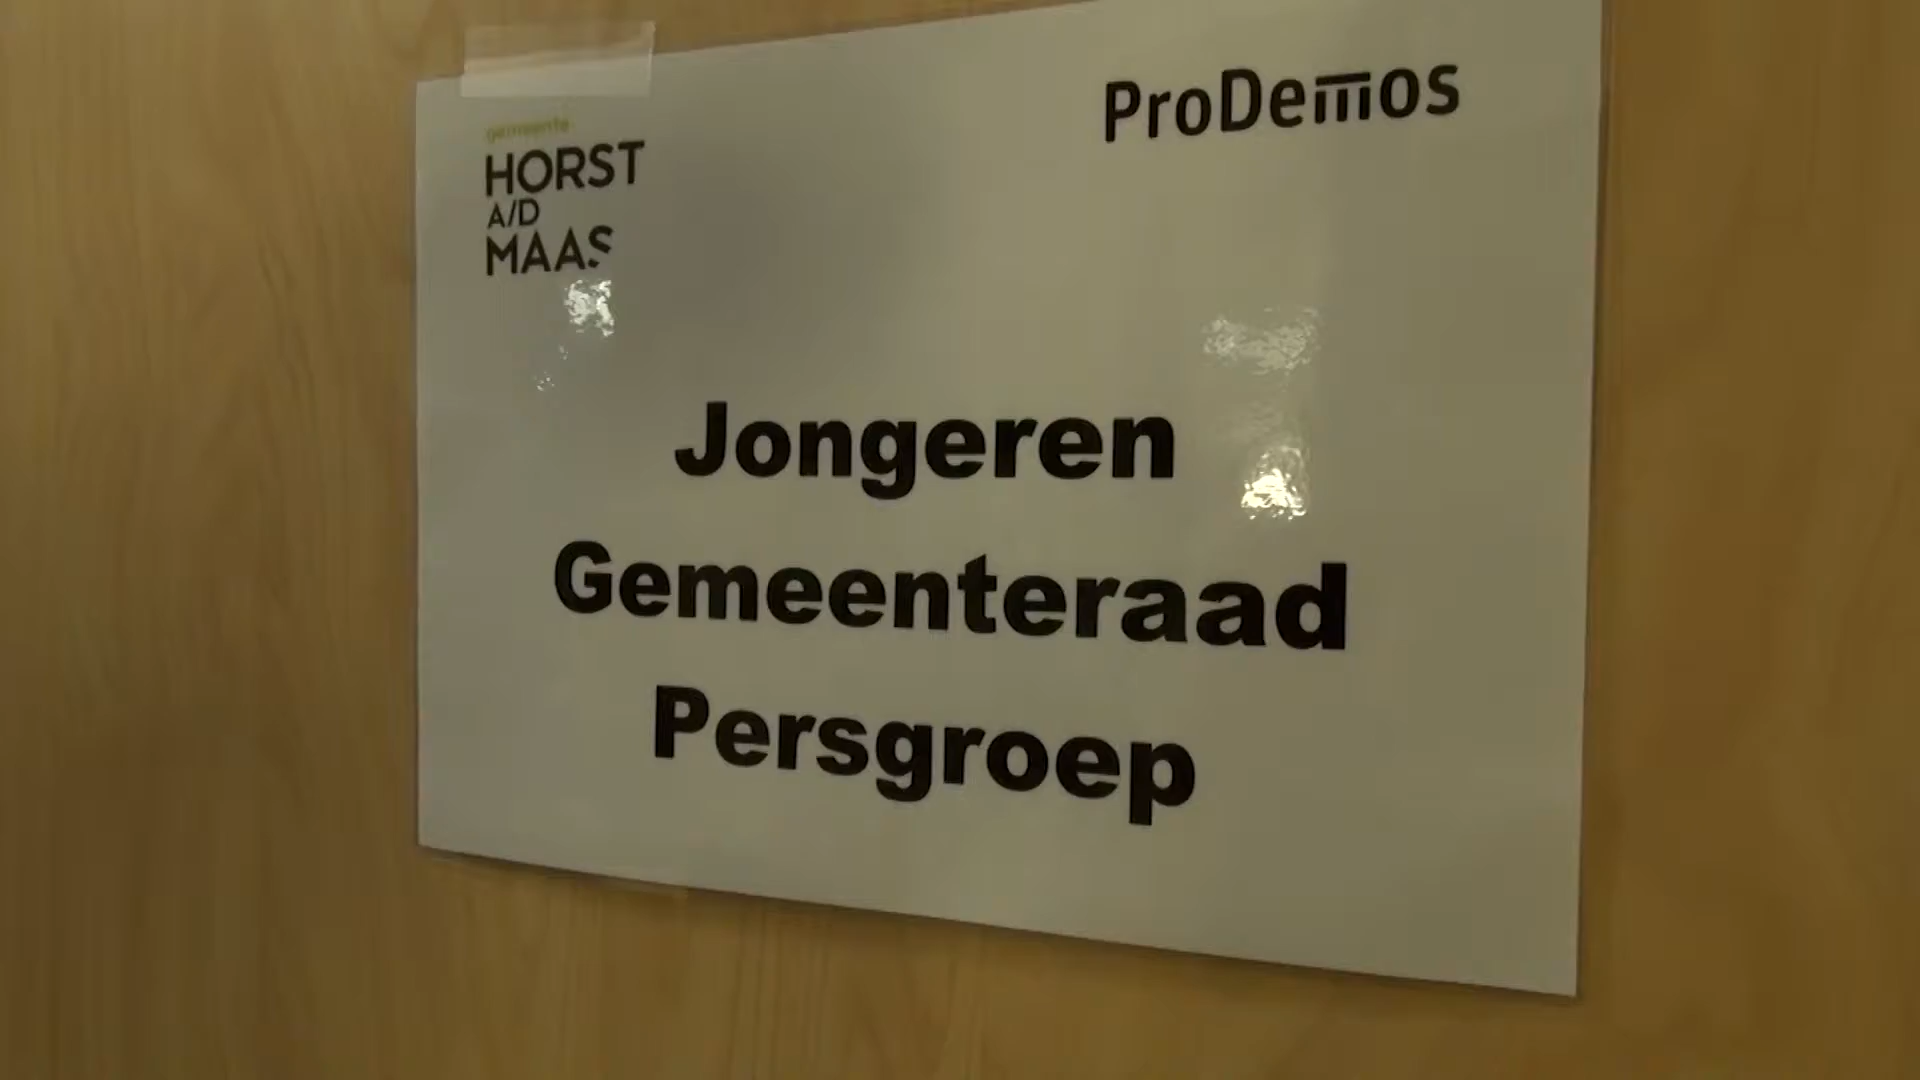 gemeente
HORST
A/D
MAAS
ProDemos
Jongeren
Gemeenteraad
Persgroep